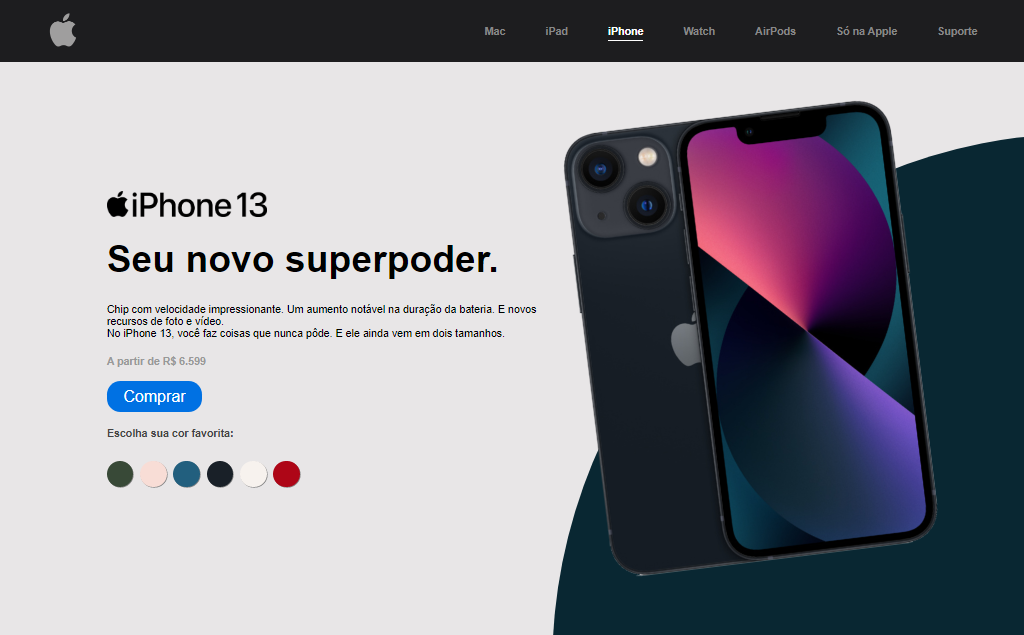 Mac iPad iPhone Watch AirPods Só na Apple Suporte
iPhone 13
Seu novo superpoder.
Chip com velocidade impressionante. Um aumento notável na duração da bateria. E novos
recursos de foto e vídeo.
No iPhone 13, você faz coisas que nunca pôde. E ele ainda vem em dois tamanhos.
A partir de R$ 6.599
Comprar
Escolha sua cor favorita: